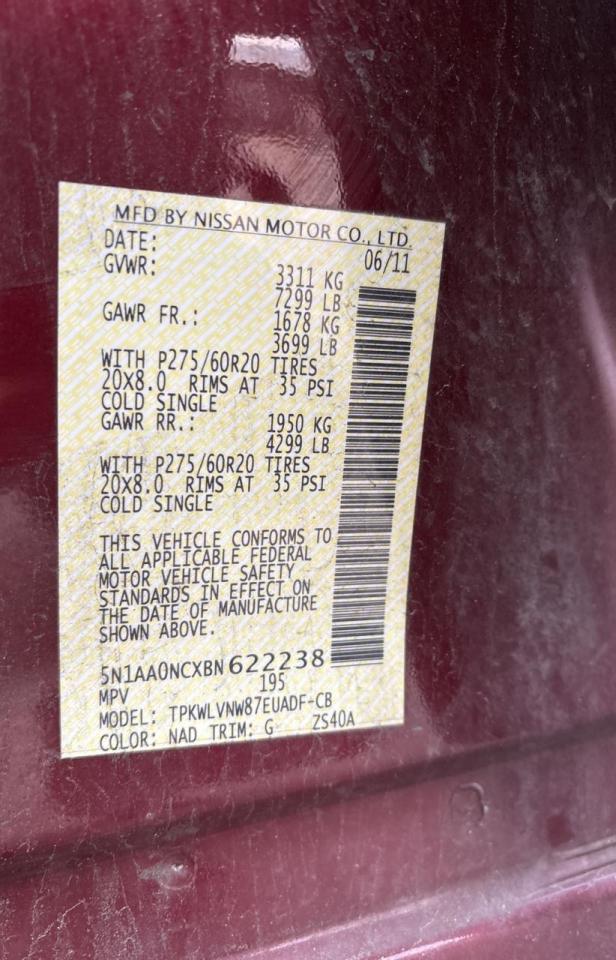 MFD BY NISSAN MOTOR CO., LTD.
DATE: 06/11
GVWR: 3311 KG
7299 LB
GAWR FR.: 1678 KG
3699 LB
WITH P275/60R20 TIRES
20X8.0 RIMS AT 35 PSI
COLD SINGLE
GAWR RR.: 1950 KG
4299 LB
WITH P275/60R20 TIRES
20X8.0 RIMS AT 35 PSI
COLD SINGLE
THIS VEHICLE CONFORMS TO
ALL APPLICABLE FEDERAL
MOTOR VEHICLE SAFETY
STANDARDS IN EFFECT ON
THE DATE OF MANUFACTURE
SHOWN ABOVE.
5N1AA0NCXBN622238
MPV 195
MODEL: TPKWLVNW87EUADF-CB
COLOR: NAD TRIM: G ZS40A